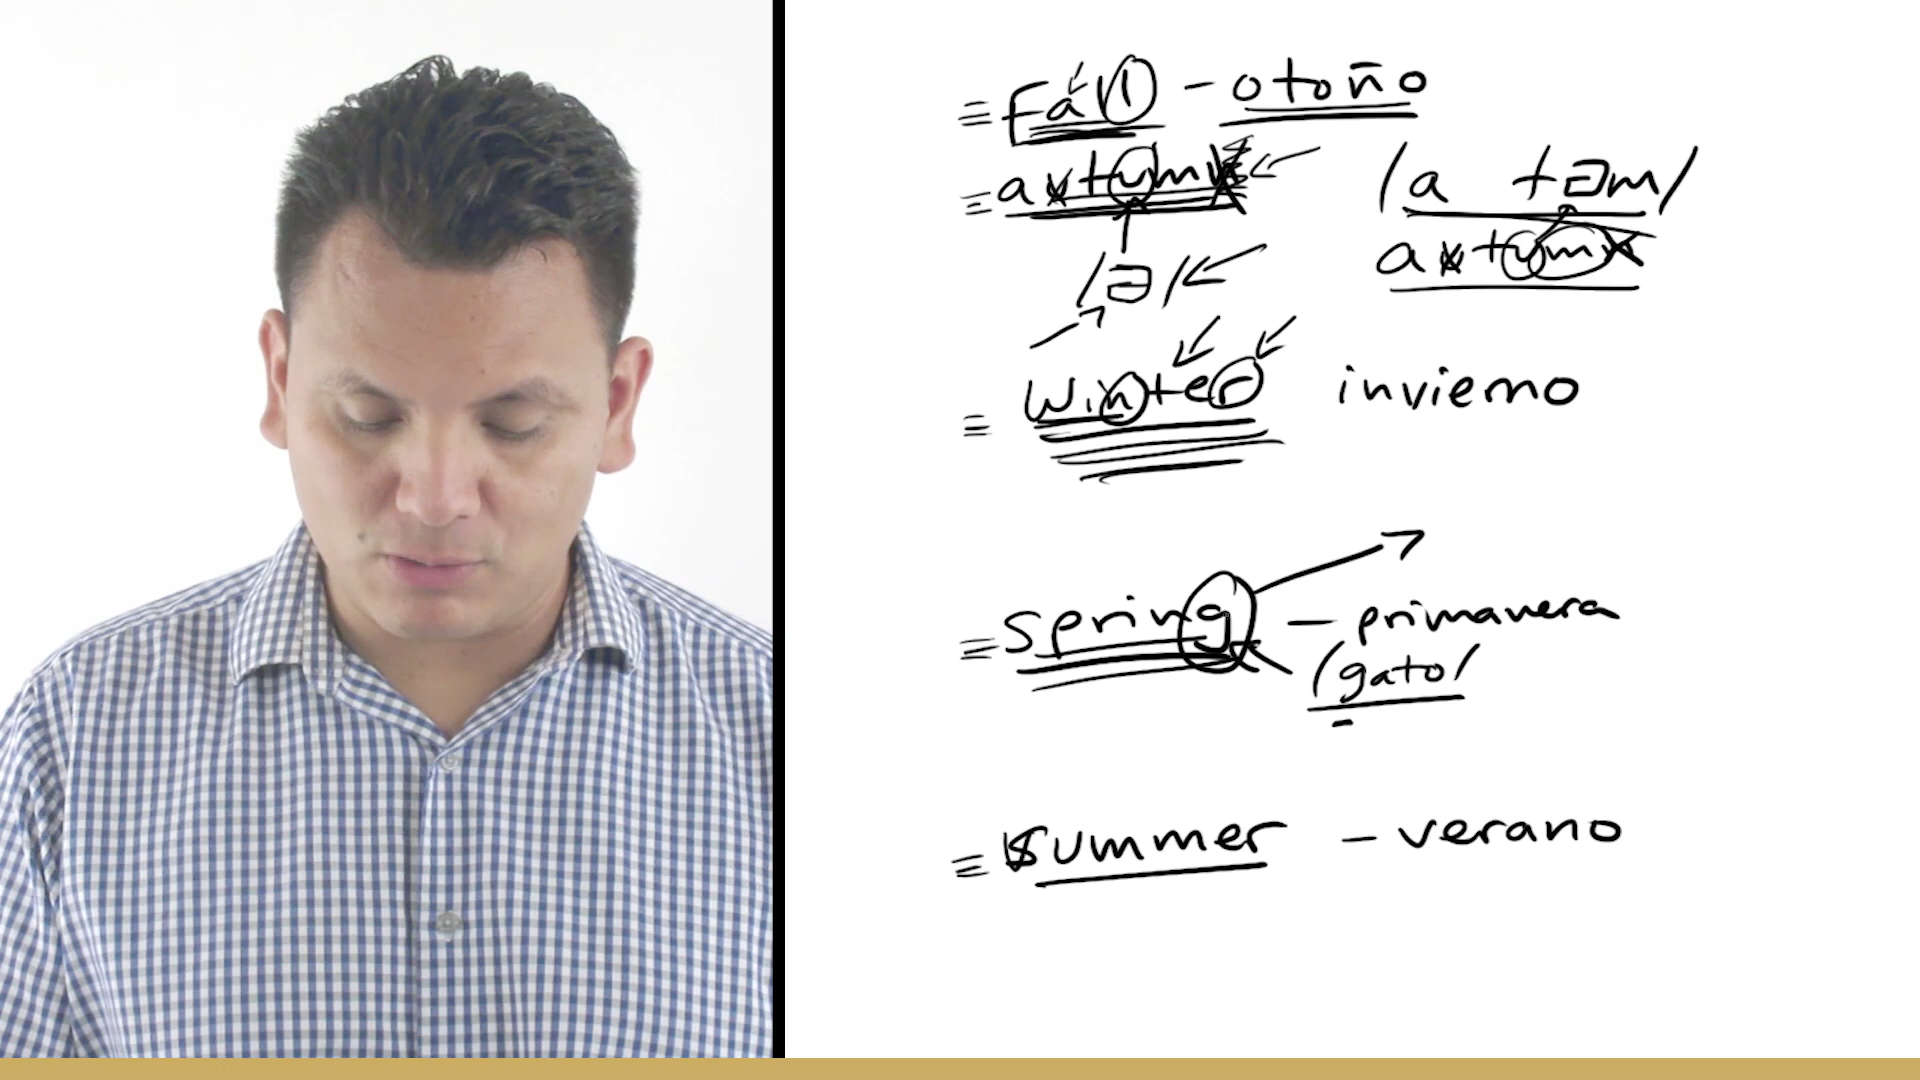 Fall - otoño
autumn /a təm/
autumn
/ə/
winter invierno
spring - primavera
/gato/
summer - verano